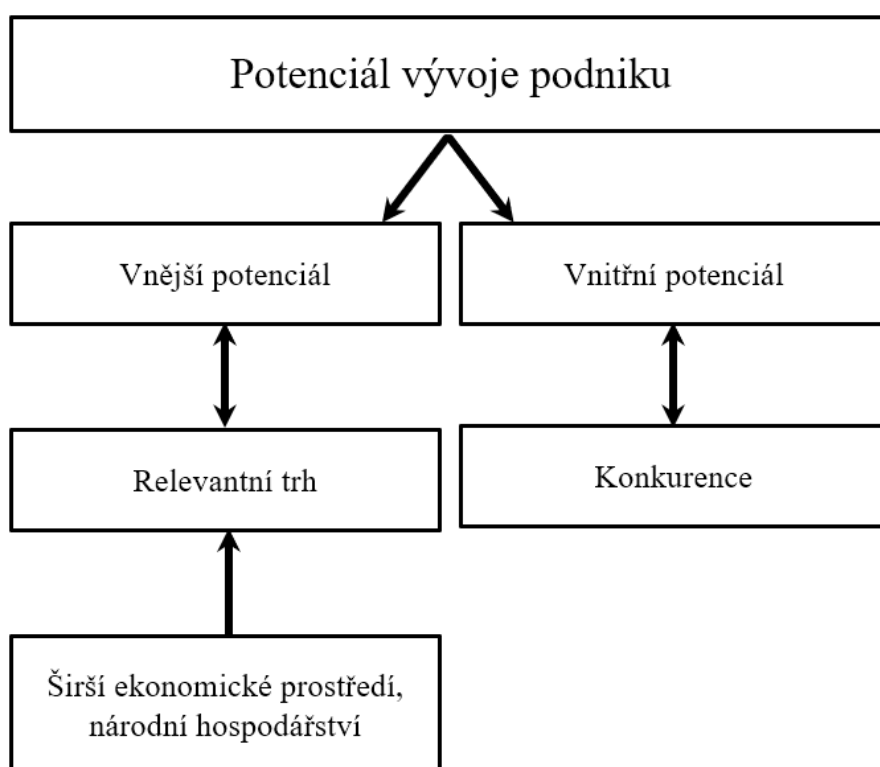 Potenciál vývoje podniku
Vnější potenciál
Vnitřní potenciál
Relevantní trh
Konkurence
Širší ekonomické prostředí,
národní hospodářství